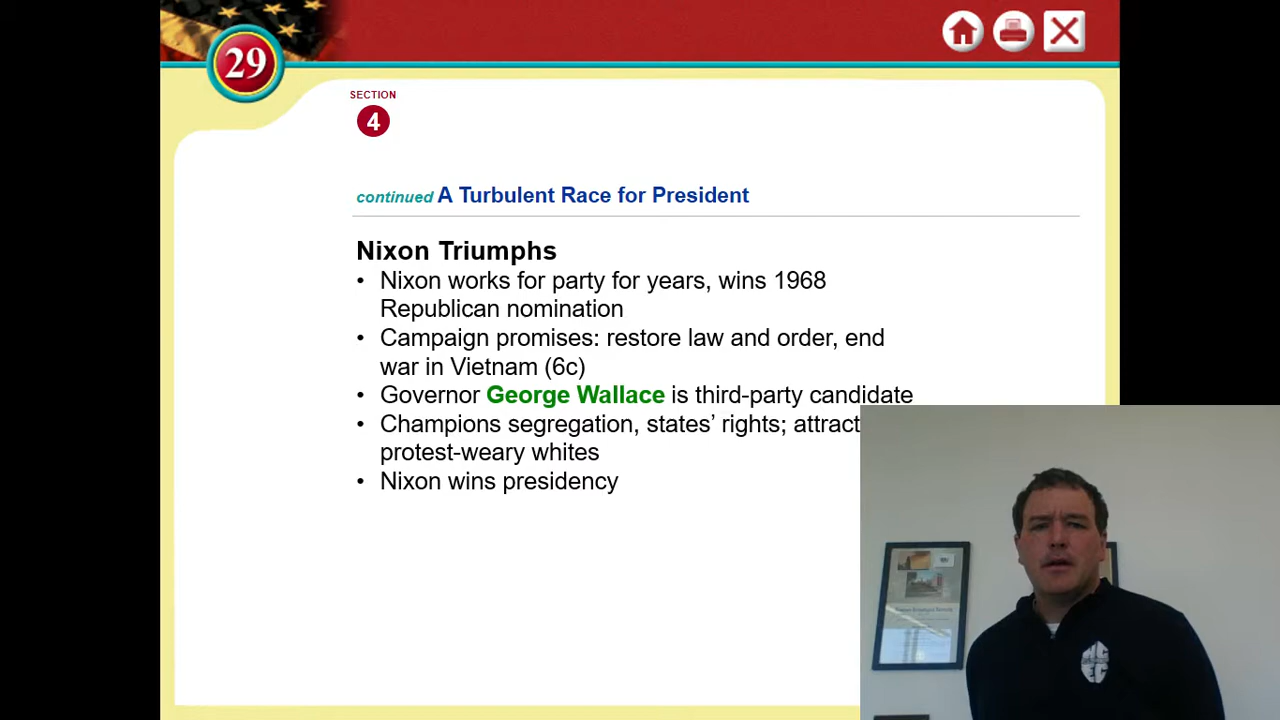 29
SECTION
4
continued A Turbulent Race for President
Nixon Triumphs
• Nixon works for party for years, wins 1968
Republican nomination
• Campaign promises: restore law and order, end
war in Vietnam (6c)
• Governor George Wallace is third-party candidate
• Champions segregation, states’ rights; attract
protest-weary whites
• Nixon wins presidency